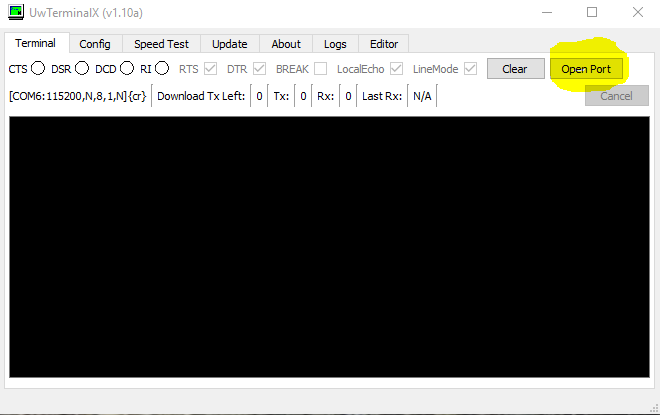 UwTerminalX (v1.10a)
Terminal Config Speed Test Update About Logs Editor
CTS DSR DCD RI RTS DTR BREAK LocalEcho LineMode Clear Open Port
[COM6:115200,N,8,1,N]{cr} Download Tx Left: 0 Tx: 0 Rx: 0 Last Rx: N/A Cancel